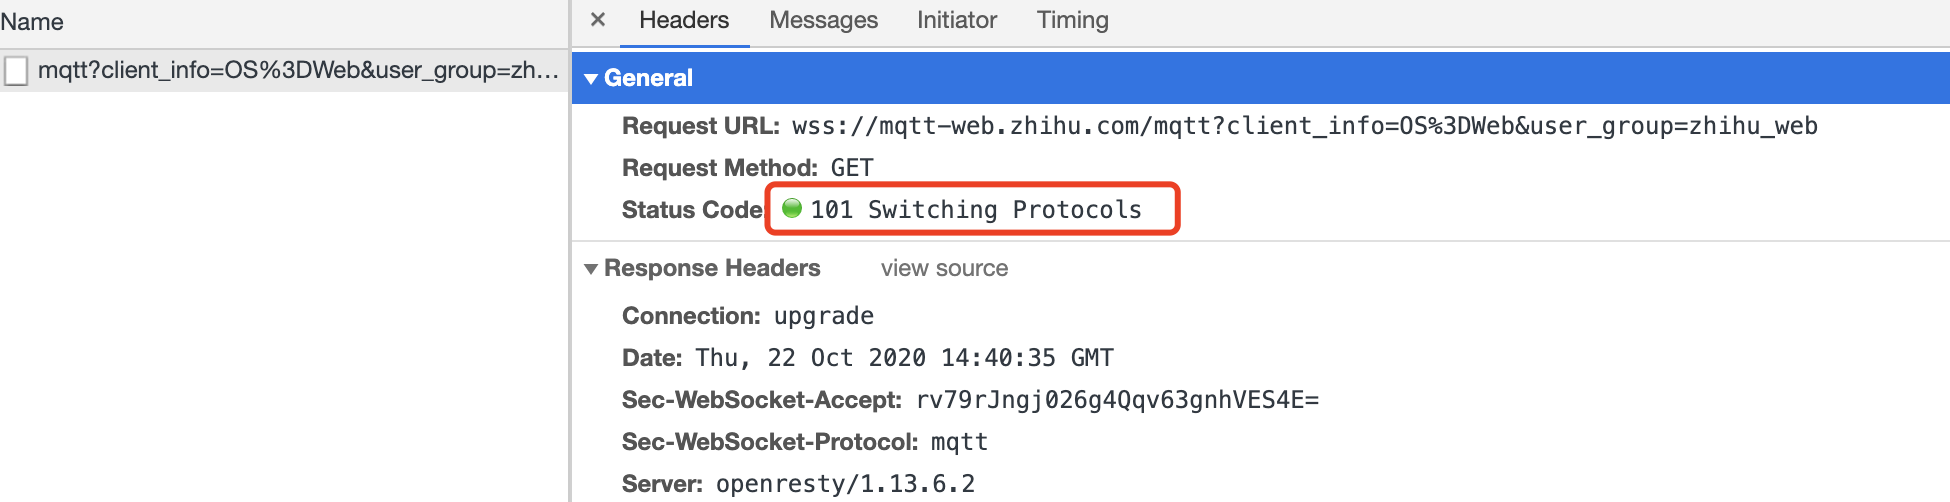 Name
mqtt?client_info=OS%3DWeb&user_group=zh...
× Headers Messages Initiator Timing
▼ General
Request URL: wss://mqtt-web.zhihu.com/mqtt?client_info=OS%3DWeb&user_group=zhihu_web
Request Method: GET
Status Code: 101 Switching Protocols
▼ Response Headers view source
Connection: upgrade
Date: Thu, 22 Oct 2020 14:40:35 GMT
Sec-WebSocket-Accept: rv79rJngj026g4Qqv63gnhVES4E=
Sec-WebSocket-Protocol: mqtt
Server: openresty/1.13.6.2